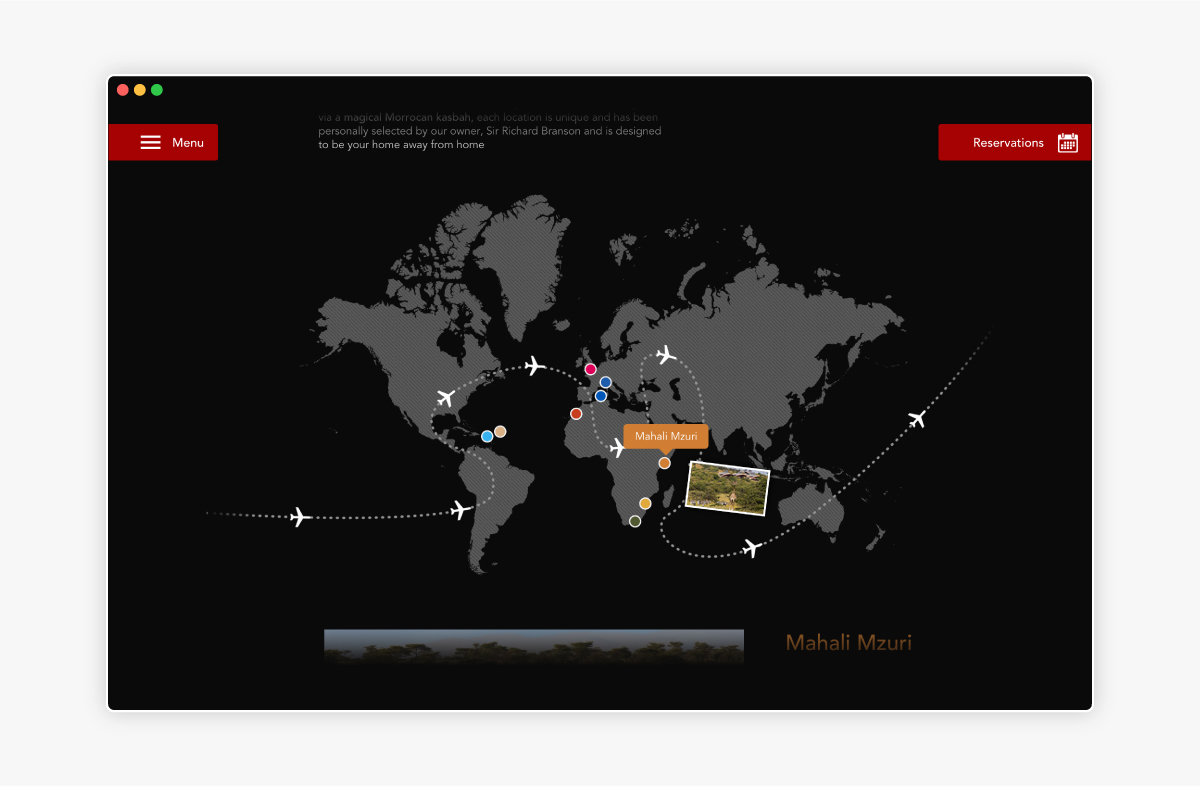 via a magical Morrocan kasbah, each location is unique and has been
personally selected by our owner, Sir Richard Branson and is designed
to be your home away from home
Menu
Reservations
Mahali Mzuri
Mahali Mzuri